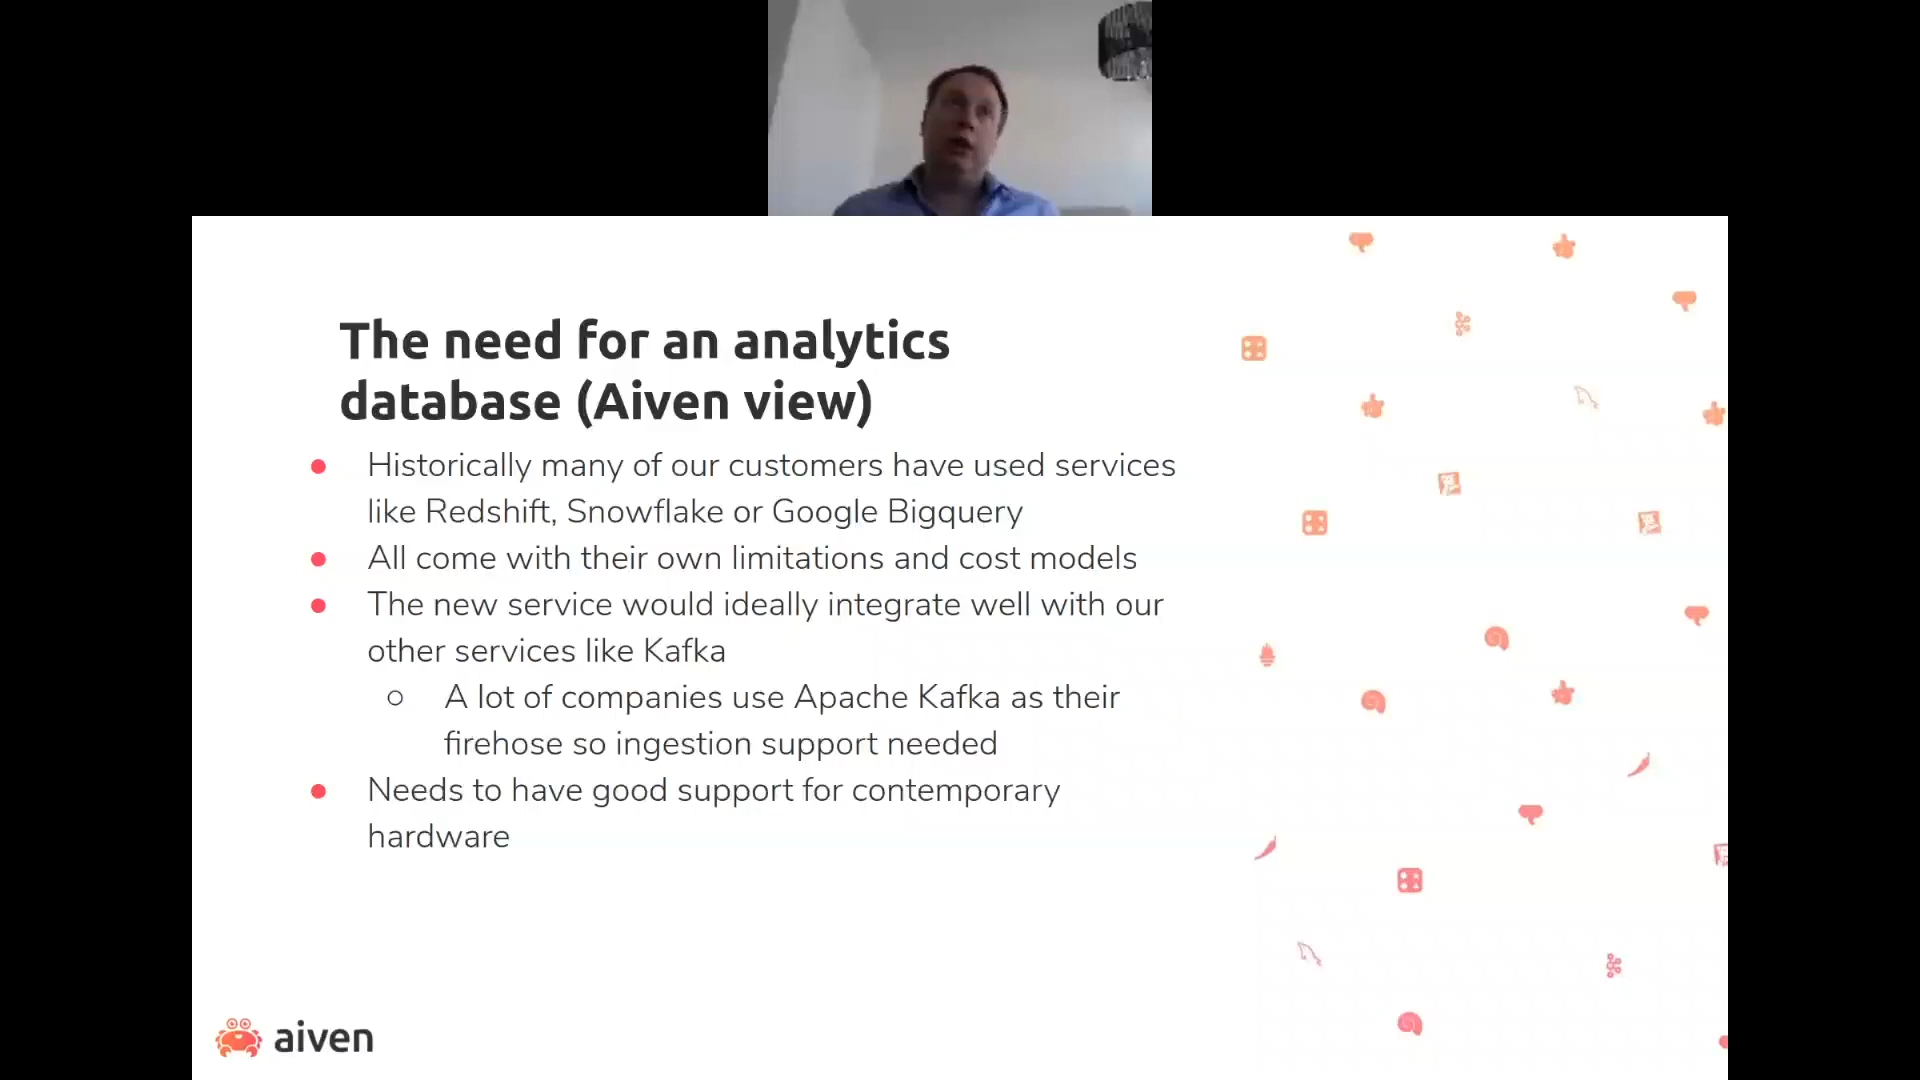 The need for an analytics
database (Aiven view)
● Historically many of our customers have used services
like Redshift, Snowflake or Google Bigquery
● All come with their own limitations and cost models
● The new service would ideally integrate well with our
other services like Kafka
○ A lot of companies use Apache Kafka as their
firehose so ingestion support needed
● Needs to have good support for contemporary
hardware
aiven